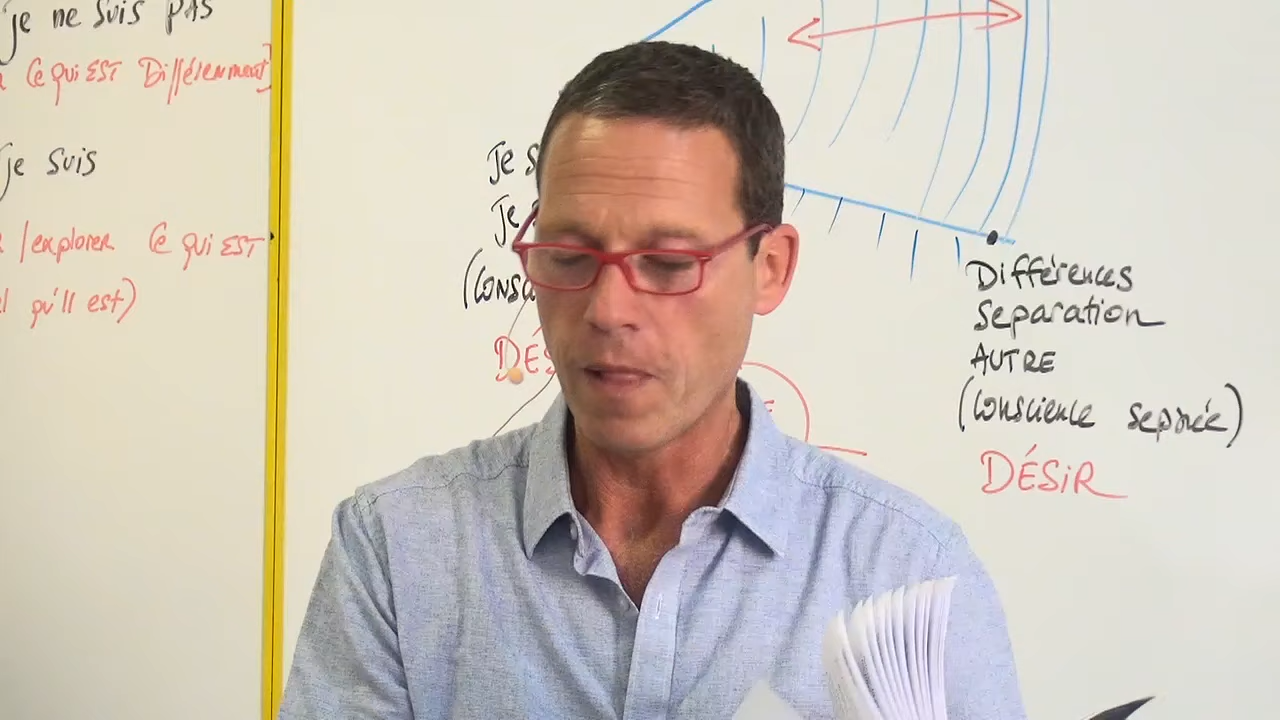 je ne suis pas
Ce qui EST Différemment]
je suis
/explorer Ce qui EST
qu'il est)
Je
Je
DÉS
Différences
Separation
AUTRE
(Conscience separée)
DÉSiR